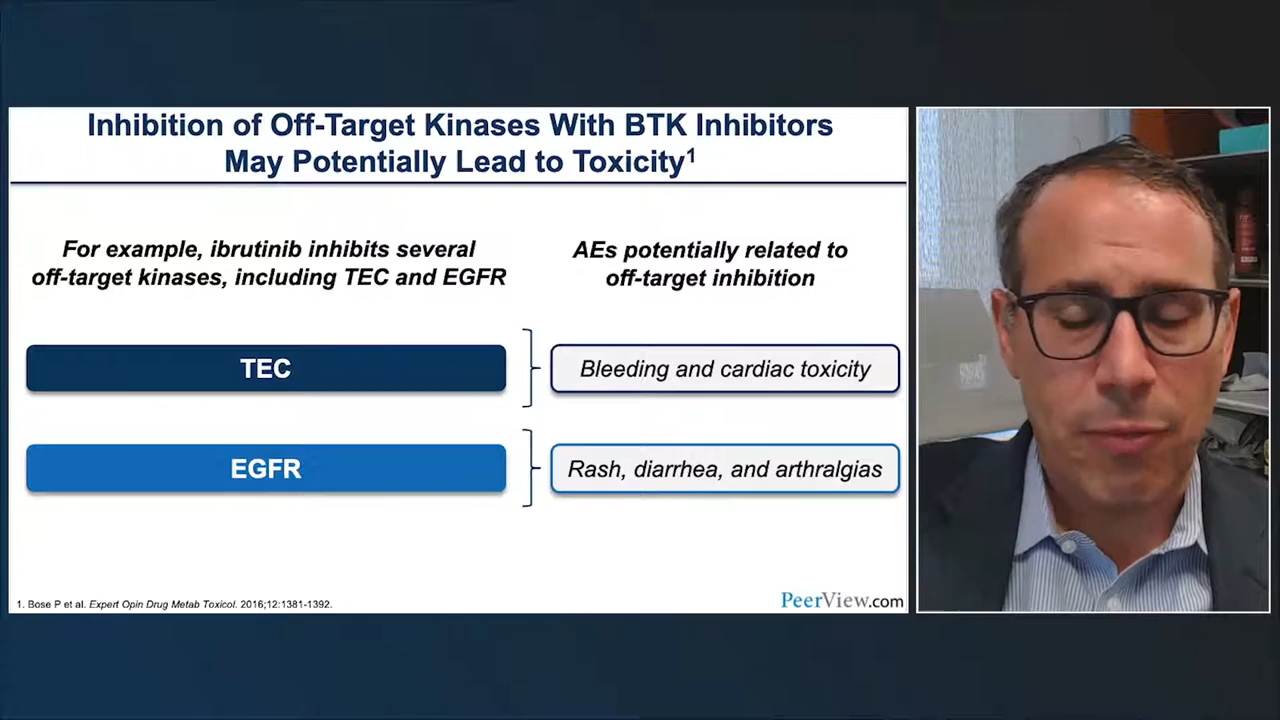 Inhibition of Off-Target Kinases With BTK Inhibitors
May Potentially Lead to Toxicity¹
For example, ibrutinib inhibits several
off-target kinases, including TEC and EGFR
AEs potentially related to
off-target inhibition
TEC
Bleeding and cardiac toxicity
EGFR
Rash, diarrhea, and arthralgias
1. Bose P et al. Expert Opin Drug Metab Toxicol. 2016;12:1381-1392.
PeerView.com